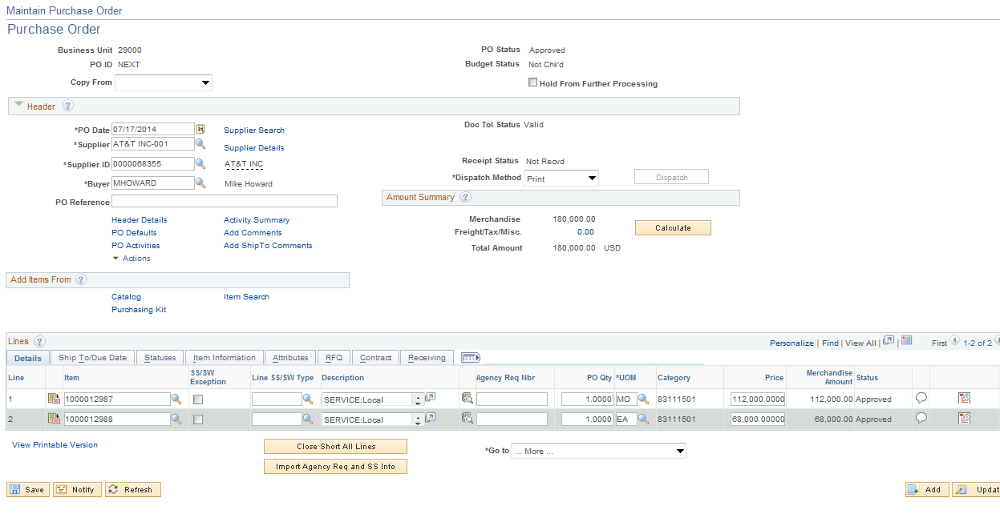 Maintain Purchase Order
Purchase Order
Business Unit 29000
PO Status Approved
PO ID NEXT
Budget Status Not Chk'd
Copy From
Hold From Further Processing
Header
*PO Date 07/17/2014 Supplier Search
Doc Tol Status Valid
*Supplier AT&T INC-001 Supplier Details
*Supplier ID 0000068355 AT&T INC
Receipt Status Not Recvd
*Buyer MHOWARD Mike Howard
*Dispatch Method Print Dispatch
PO Reference
Amount Summary
Header Details Activity Summary
Merchandise 180,000.00
PO Defaults Add Comments
Freight/Tax/Misc. 0.00 Calculate
PO Activities Add ShipTo Comments
Total Amount 180,000.00 USD
Actions
Add Items From
Catalog Item Search
Purchasing Kit
Lines
Personalize | Find | View All | | First 1-2 of 2
Details Ship To/Due Date Statuses Item Information Attributes RFQ Contract Receiving
Line Item SS/SW Exception Line SS/SW Type Description Agency Req Nbr PO Qty *UOM Category Price Merchandise Amount Status
1 1000012987 SERVICE:Local 1.0000 MO 83111501 112,000.0000 112,000.00 Approved
2 1000012988 SERVICE:Local 1.0000 EA 83111501 68,000.00000 68,000.00 Approved
View Printable Version Close Short All Lines *Go to ... More ...
Import Agency Req and SS Info
Save Notify Refresh Add Updat